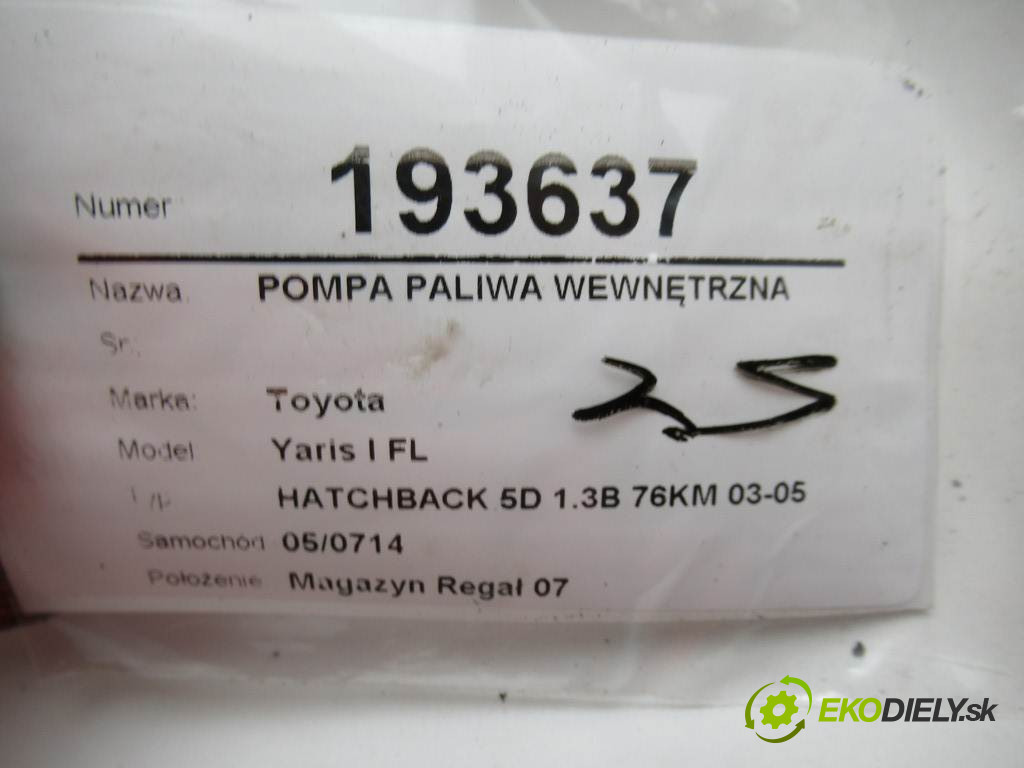 Numer 193637
Nazwa POMPA PALIWA WEWNĘTRZNA
Sr.
Marka: Toyota
Model Yaris I FL
HATCHBACK 5D 1.3B 76KM 03-05
Samochód 05/0714
Położenie Magazyn Regał 07
EKODIELY.sk